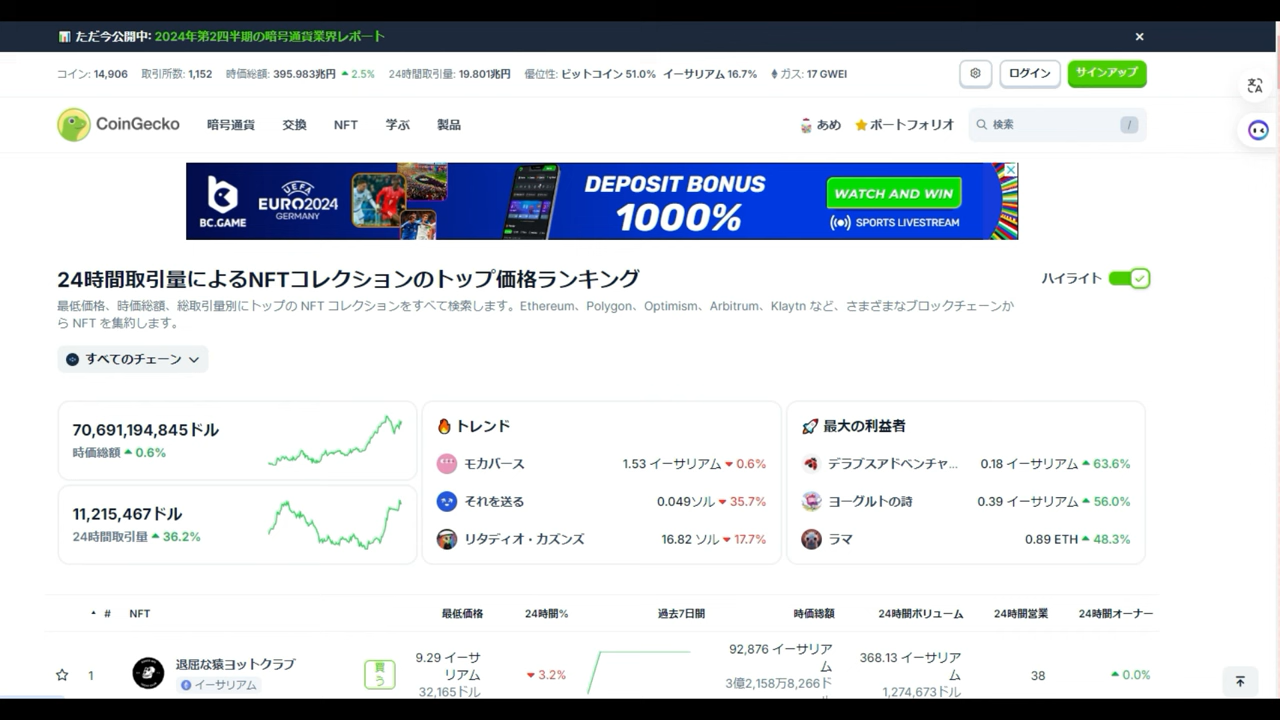 ただ今公開中: 2024年第2四半期の暗号通貨業界レポート
コイン: 14,906 取引所数: 1,152 時価総額: 395.983兆円 2.5% 24時間取引量: 19.801兆円 優位性: ビットコイン 51.0% イーサリアム 16.7% ガス: 17 GWEI
ログイン
サインアップ
CoinGecko 暗号通貨 交換 NFT 学ぶ 製品
あめ ポートフォリオ 検索 /
BC.GAME
UEFA
EURO2024
GERMANY
DEPOSIT BONUS
1000%
WATCH AND WIN
SPORTS LIVESTREAM
24時間取引量によるNFTコレクションのトップ価格ランキング
ハイライト
最低価格、時価総額、総取引量別にトップの NFT コレクションをすべて検索します。Ethereum、Polygon、Optimism、Arbitrum、Klaytn など、さまざまなブロックチェーンか
ら NFT を集約します。
すべてのチェーン
70,691,194,845ドル
時価総額 0.6%
11,215,467ドル
24時間取引量 36.2%
トレンド
モカバース 1.53 イーサリアム 0.6%
それを送る 0.049ソル 35.7%
リタディオ・カズンズ 16.82 ソル 17.7%
最大の利益者
デラブスアドベンチャ... 0.18 イーサリアム 63.6%
ヨーグルトの詩 0.39 イーサリアム 56.0%
ラマ 0.89 ETH 48.3%
# NFT 最低価格 24時間% 過去7日間 時価総額 24時間ボリューム 24時間営業 24時間オーナー
1
退屈な猿ヨットクラブ
イーサリアム
買
う
9.29 イーサ
リアム
32,165ドル
3.2%
92,876 イーサリア
ム
3億2,158万8,266ド
368.13 イーサリア
ム
1,274,673ドル
38
0.0%